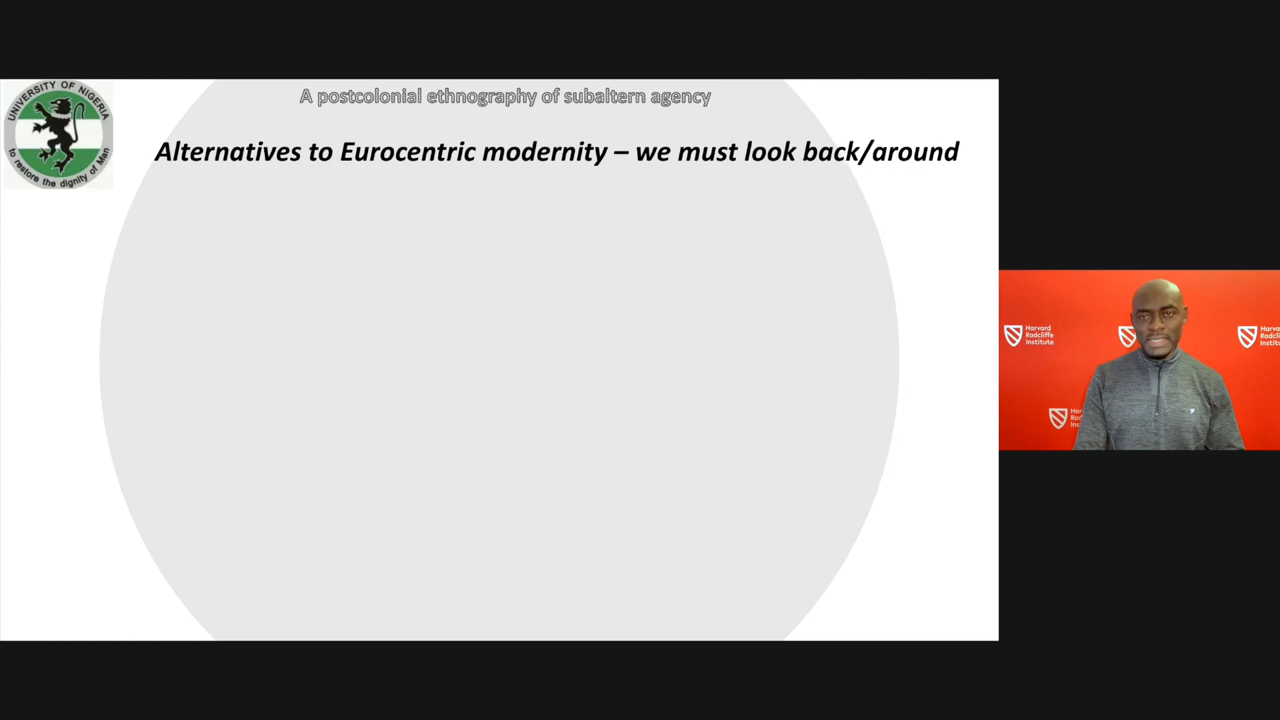 A postcolonial ethnography of subaltern agency
UNIVERSITY OF NIGERIA
to restore the dignity of Man
Alternatives to Eurocentric modernity – we must look back/around
Harvard
Radcliffe
Institute